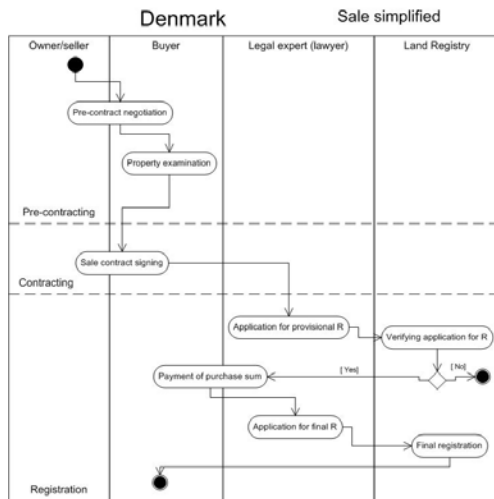 Denmark
Sale simplified
Owner/seller
Buyer
Legal expert (lawyer)
Land Registry
Pre-contract negotiation
Property examination
Pre-contracting
Sale contract signing
Contracting
Application for provisional R
Verifying application for R
[ Yes]
[ No]
Payment of purchase sum
Application for final R
Final registration
Registration